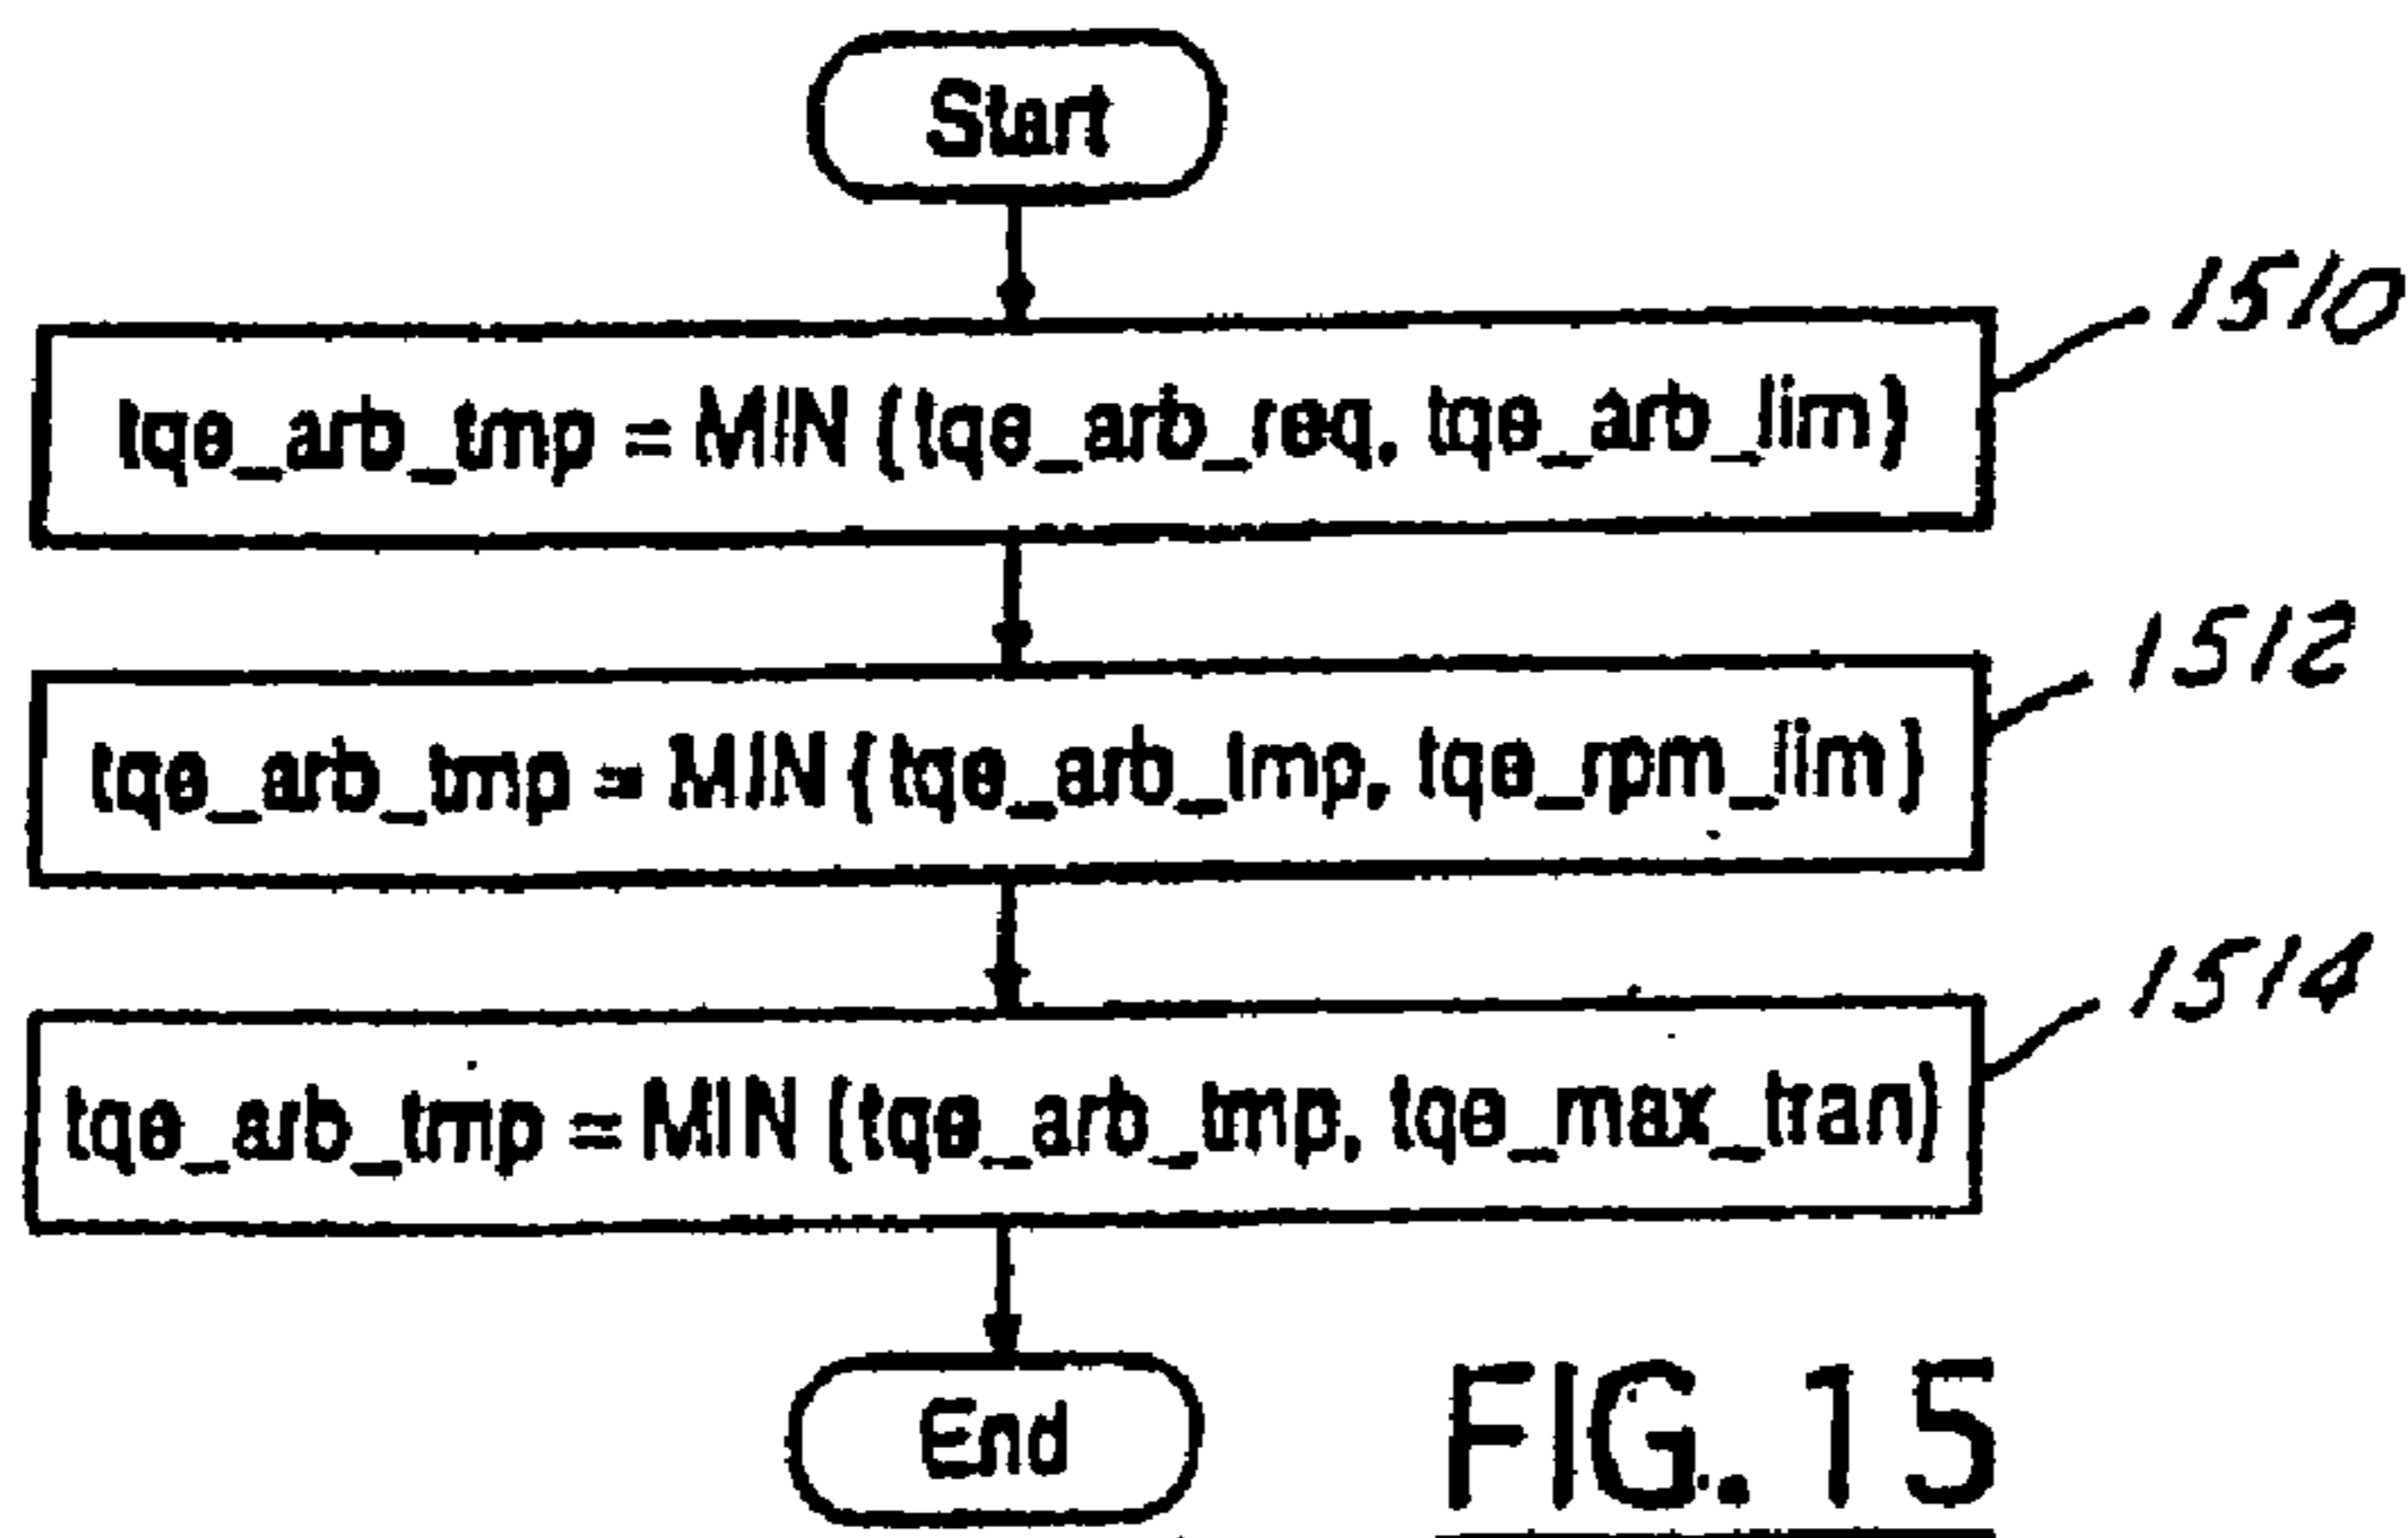 Start
1510
tqe_arb_tmp = MIN (tqe_arb_req, tqe_arb_lim)
1512
tqe_arb_tmp = MIN (tqe_arb_tmp, tqe_rpm_lim)
1514
tqe_arb_tmp = MIN (tqe_arb_tmp, tqe_max_tran)
End
FIG.15